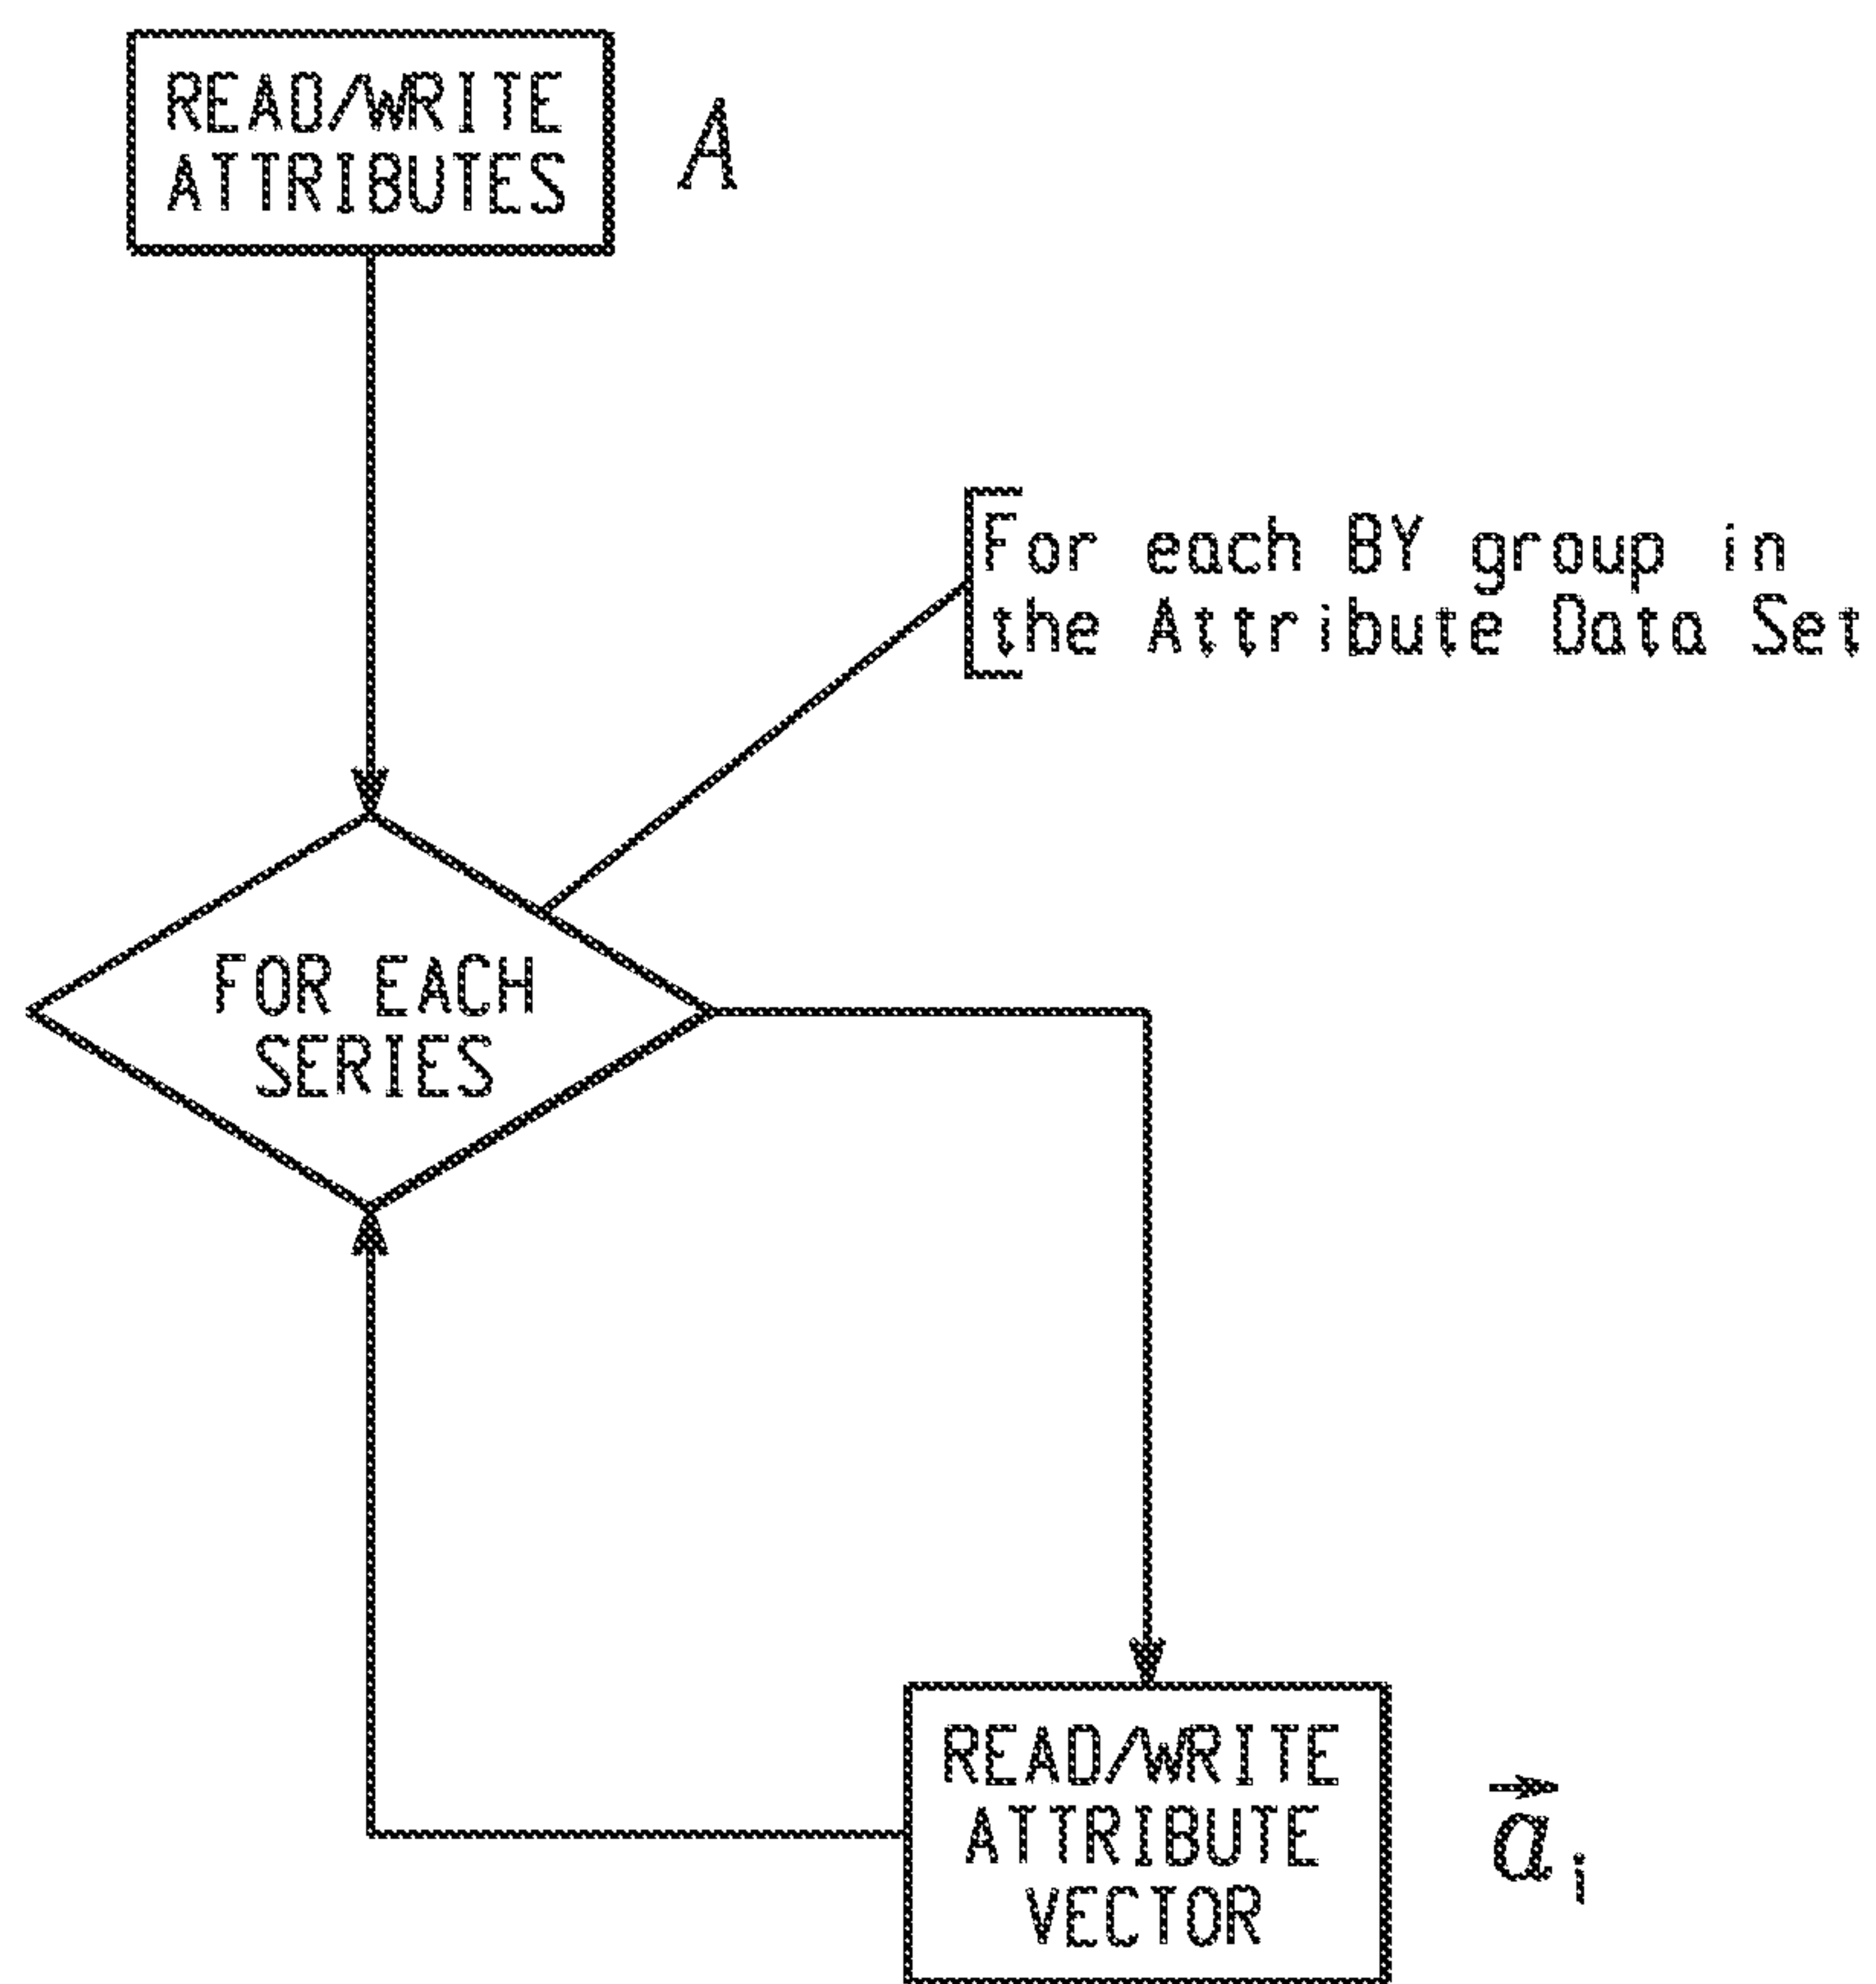 READ/WRITE
ATTRIBUTES
A
For each BY group in
the Attribute Data Set
FOR EACH
SERIES
READ/WRITE
ATTRIBUTE
VECTOR
a⃗ᵢ